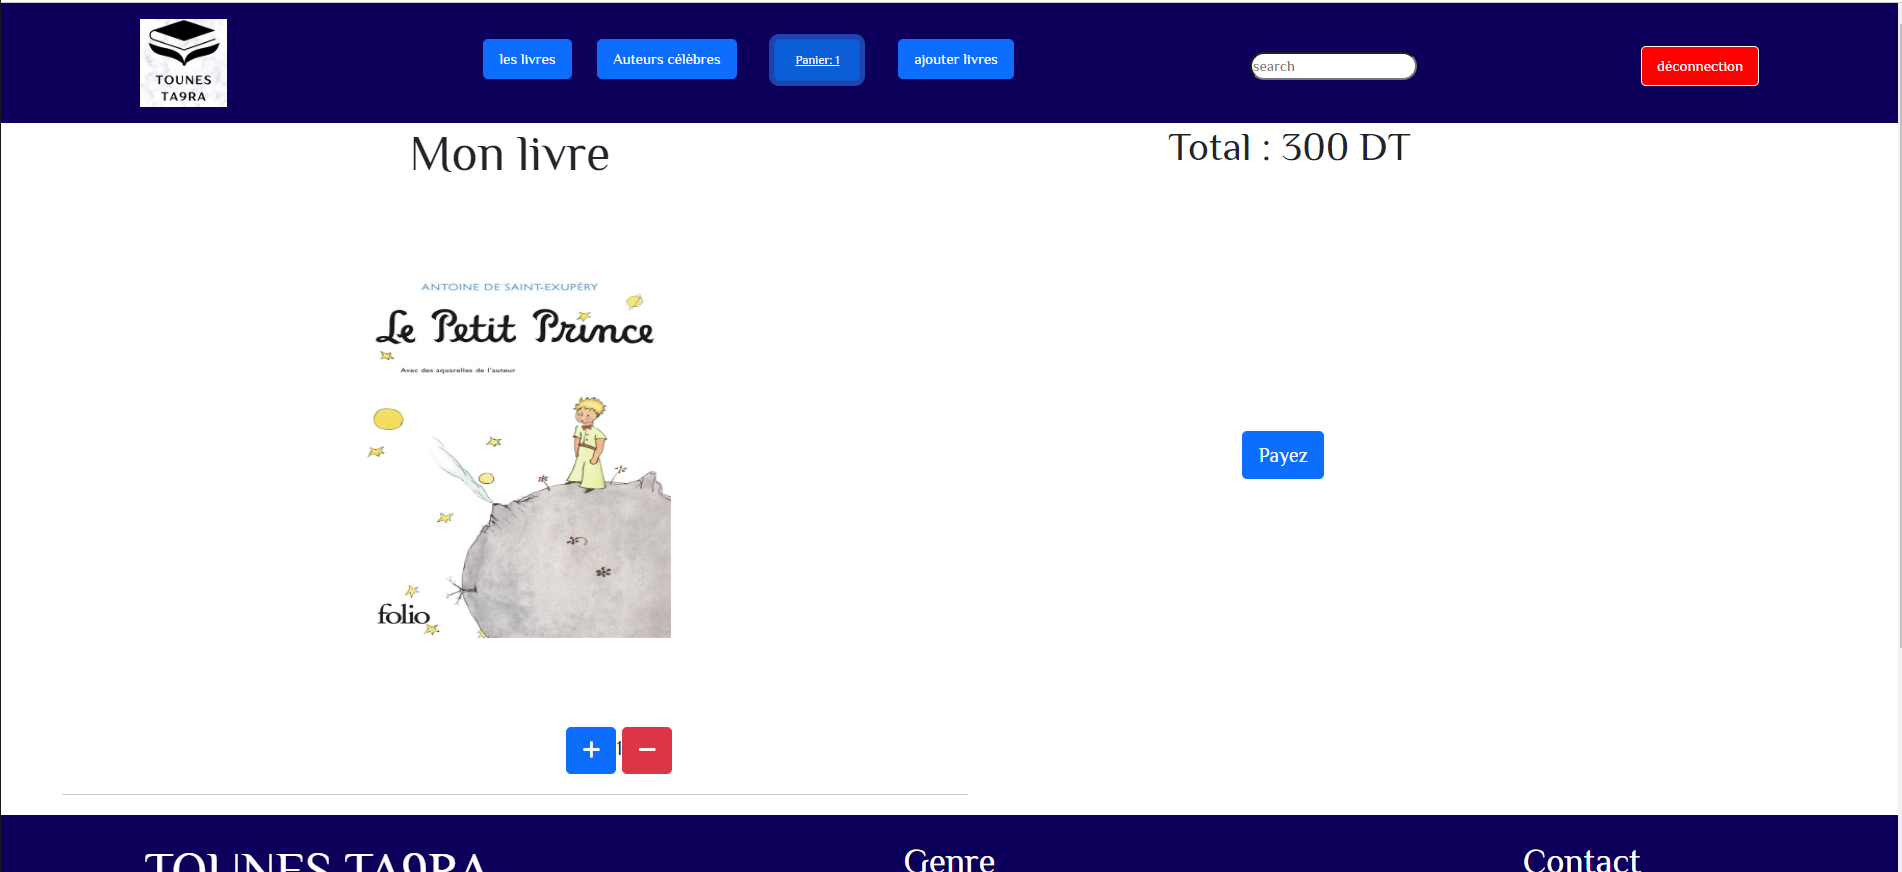 TOUNES
TA9RA
les livres
Auteurs célèbres
Panier: 1
ajouter livres
search
déconnection
Mon livre
Total : 300 DT
ANTOINE DE SAINT-EXUPÉRY
Le Petit Prince
Avec des aquarelles de l'auteur
folio
Payez
+
1
−
TOUNES TA9RA
Genre
Contact